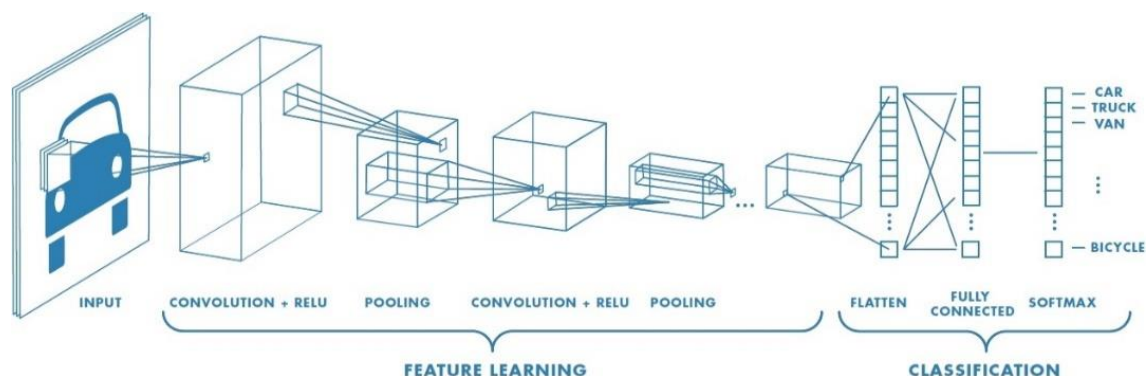 CAR
TRUCK
VAN
...
⋮
⋮
⋮
BICYCLE
INPUT
CONVOLUTION + RELU
POOLING
CONVOLUTION + RELU
POOLING
FLATTEN
FULLY
CONNECTED
SOFTMAX
FEATURE LEARNING
CLASSIFICATION